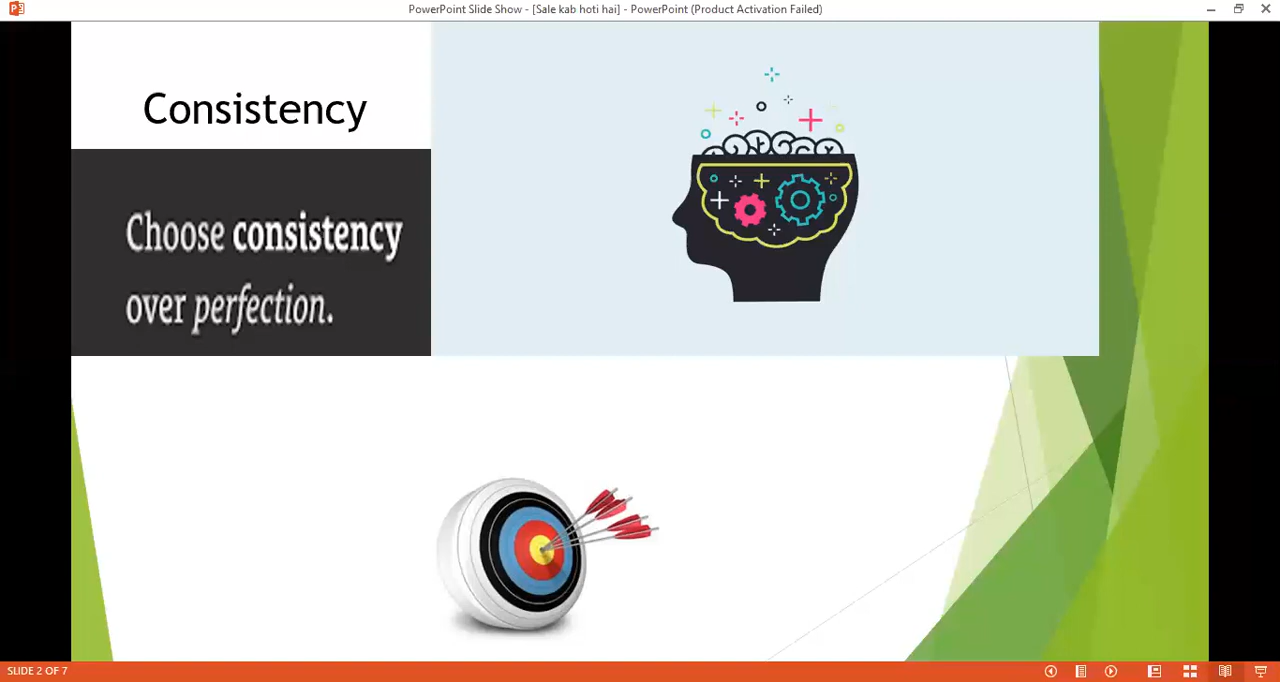 PowerPoint Slide Show - [Sale kab hoti hai] - PowerPoint (Product Activation Failed)
Consistency
Choose consistency
over perfection.
SLIDE 2 OF 7